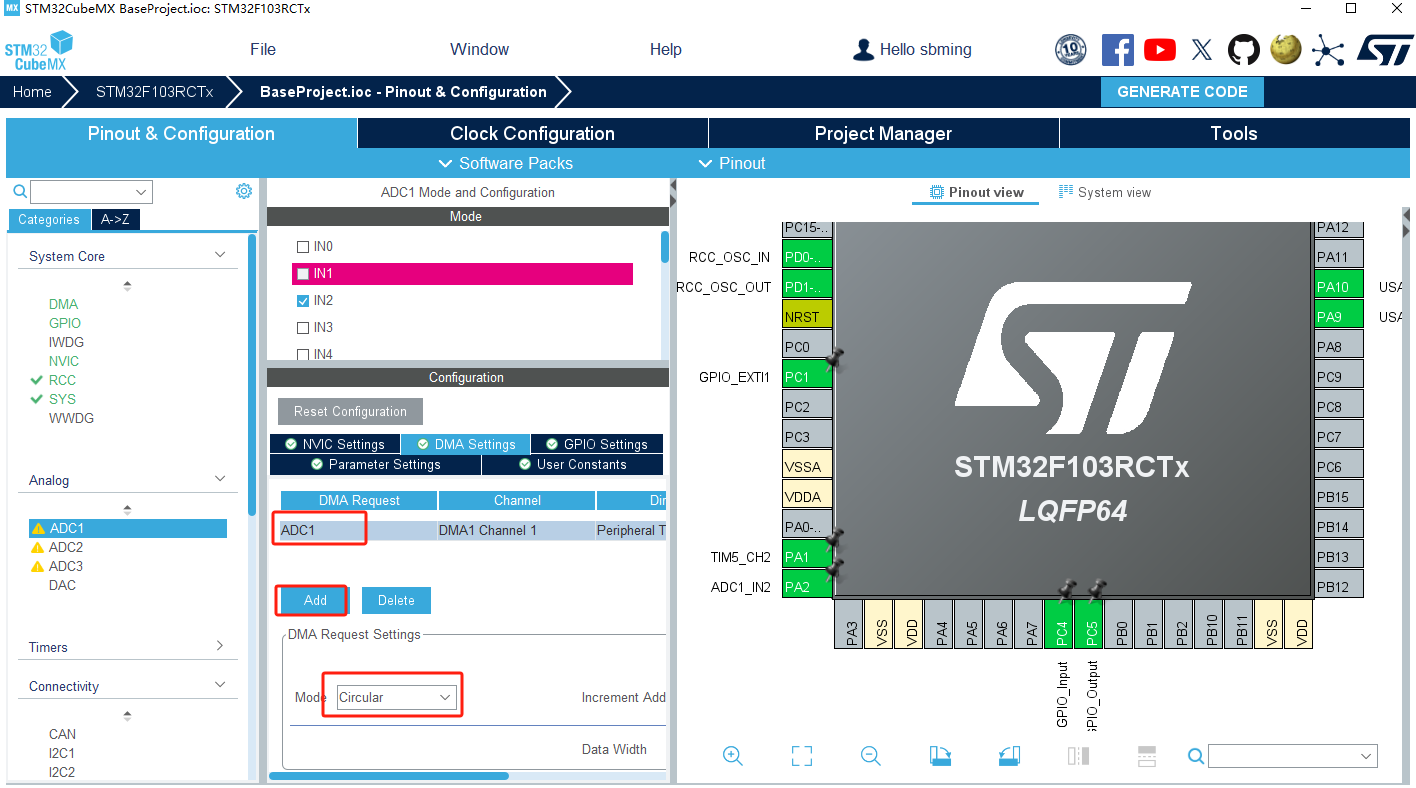 MX STM32CubeMX BaseProject.ioc: STM32F103RCTx
STM32
CubeMX
File
Window
Help
Hello sbming
10
Home
STM32F103RCTx
BaseProject.ioc - Pinout & Configuration
GENERATE CODE
Pinout & Configuration
Clock Configuration
Project Manager
Tools
Software Packs
Pinout
Categories
A->Z
System Core
DMA
GPIO
IWDG
NVIC
RCC
SYS
WWDG
Analog
ADC1
ADC2
ADC3
DAC
Timers
Connectivity
CAN
I2C1
I2C2
ADC1 Mode and Configuration
Mode
IN0
IN1
IN2
IN3
IN4
Configuration
Reset Configuration
NVIC Settings
DMA Settings
GPIO Settings
Parameter Settings
User Constants
DMA Request
Channel
Dir
ADC1
DMA1 Channel 1
Peripheral T
Add
Delete
DMA Request Settings
Mode
Circular
Increment Add
Data Width
Pinout view
System view
PC15-..
RCC_OSC_IN
PD0-..
RCC_OSC_OUT
PD1-..
NRST
PC0
GPIO_EXTI1
PC1
PC2
PC3
VSSA
VDDA
PA0-..
TIM5_CH2
PA1
ADC1_IN2
PA2
STM32F103RCTx
LQFP64
PA12
PA11
PA10
USA
PA9
USA
PA8
PC9
PC8
PC7
PC6
PB15
PB14
PB13
PB12
PA3
VSS
VDD
PA4
PA5
PA6
PA7
PC4
PC5
PB0
PB1
PB2
PB10
PB11
VSS
VDD
GPIO_Input
GPIO_Output